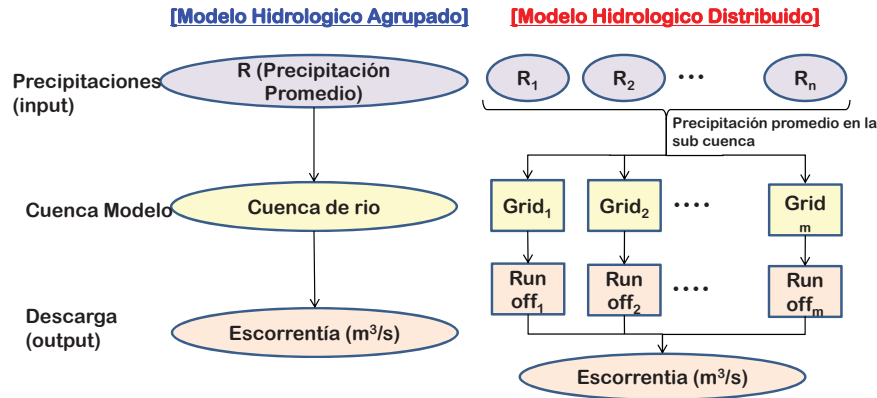 [Modelo Hidrologico Agrupado]
[Modelo Hidrologico Distribuido]
Precipitaciones
(input)
R (Precipitación
Promedio)
R1
R2
•••
Rn
Precipitación promedio en la
sub cuenca
Cuenca Modelo
Cuenca de rio
Grid1
Grid2
••••
Grid
m
Run
off1
Run
off2
••••
Run
offm
Descarga
(output)
Escorrentía (m³/s)
Escorrentia (m³/s)